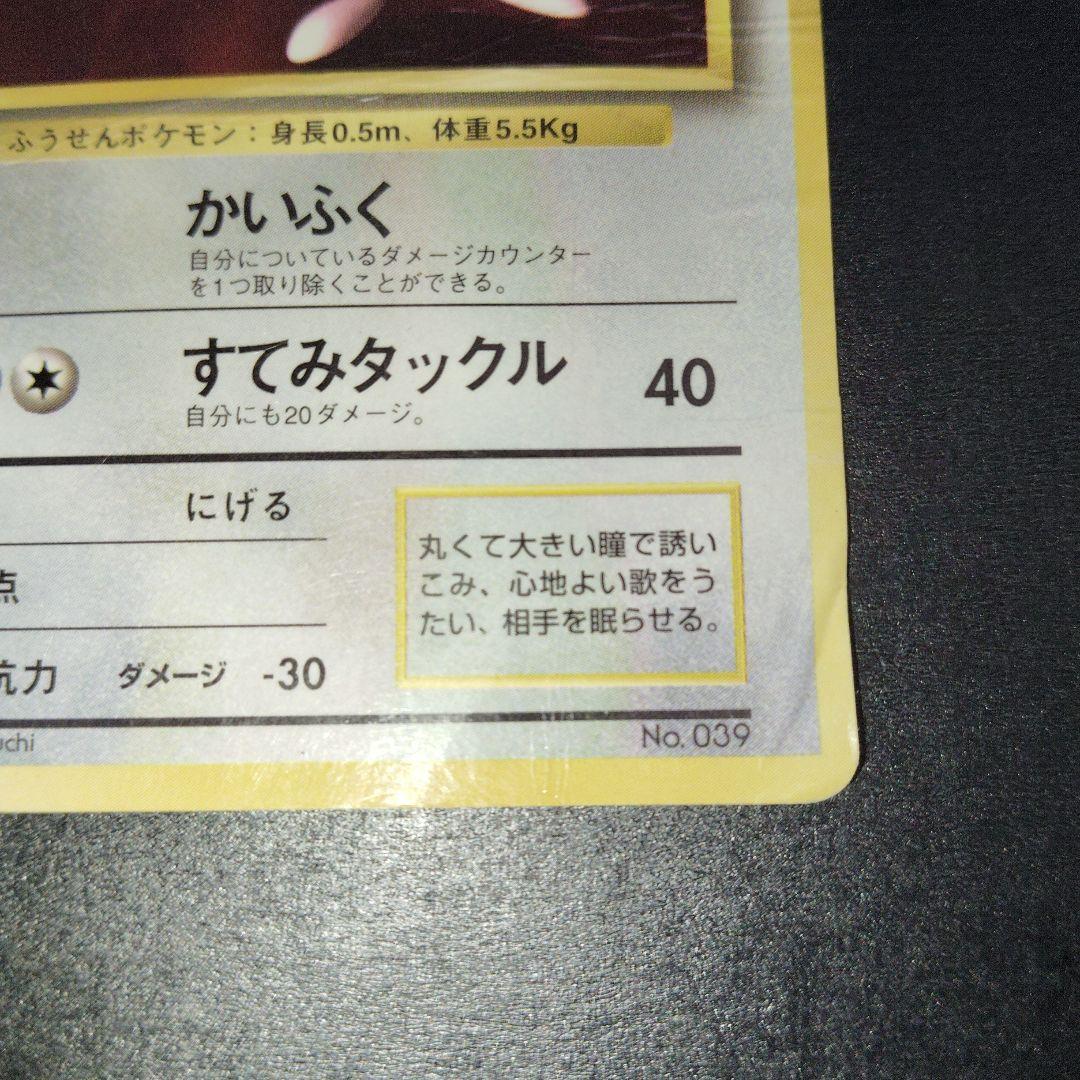 ふうせんポケモン：身長0.5m、体重5.5Kg
かいふく
自分についているダメージカウンター
を1つ取り除くことができる。
すてみタックル 40
自分にも20ダメージ。
にげる
点
抗力 ダメージ -30
丸くて大きい瞳で誘い
こみ、心地よい歌をう
たい、相手を眠らせる。
uchi
No. 039